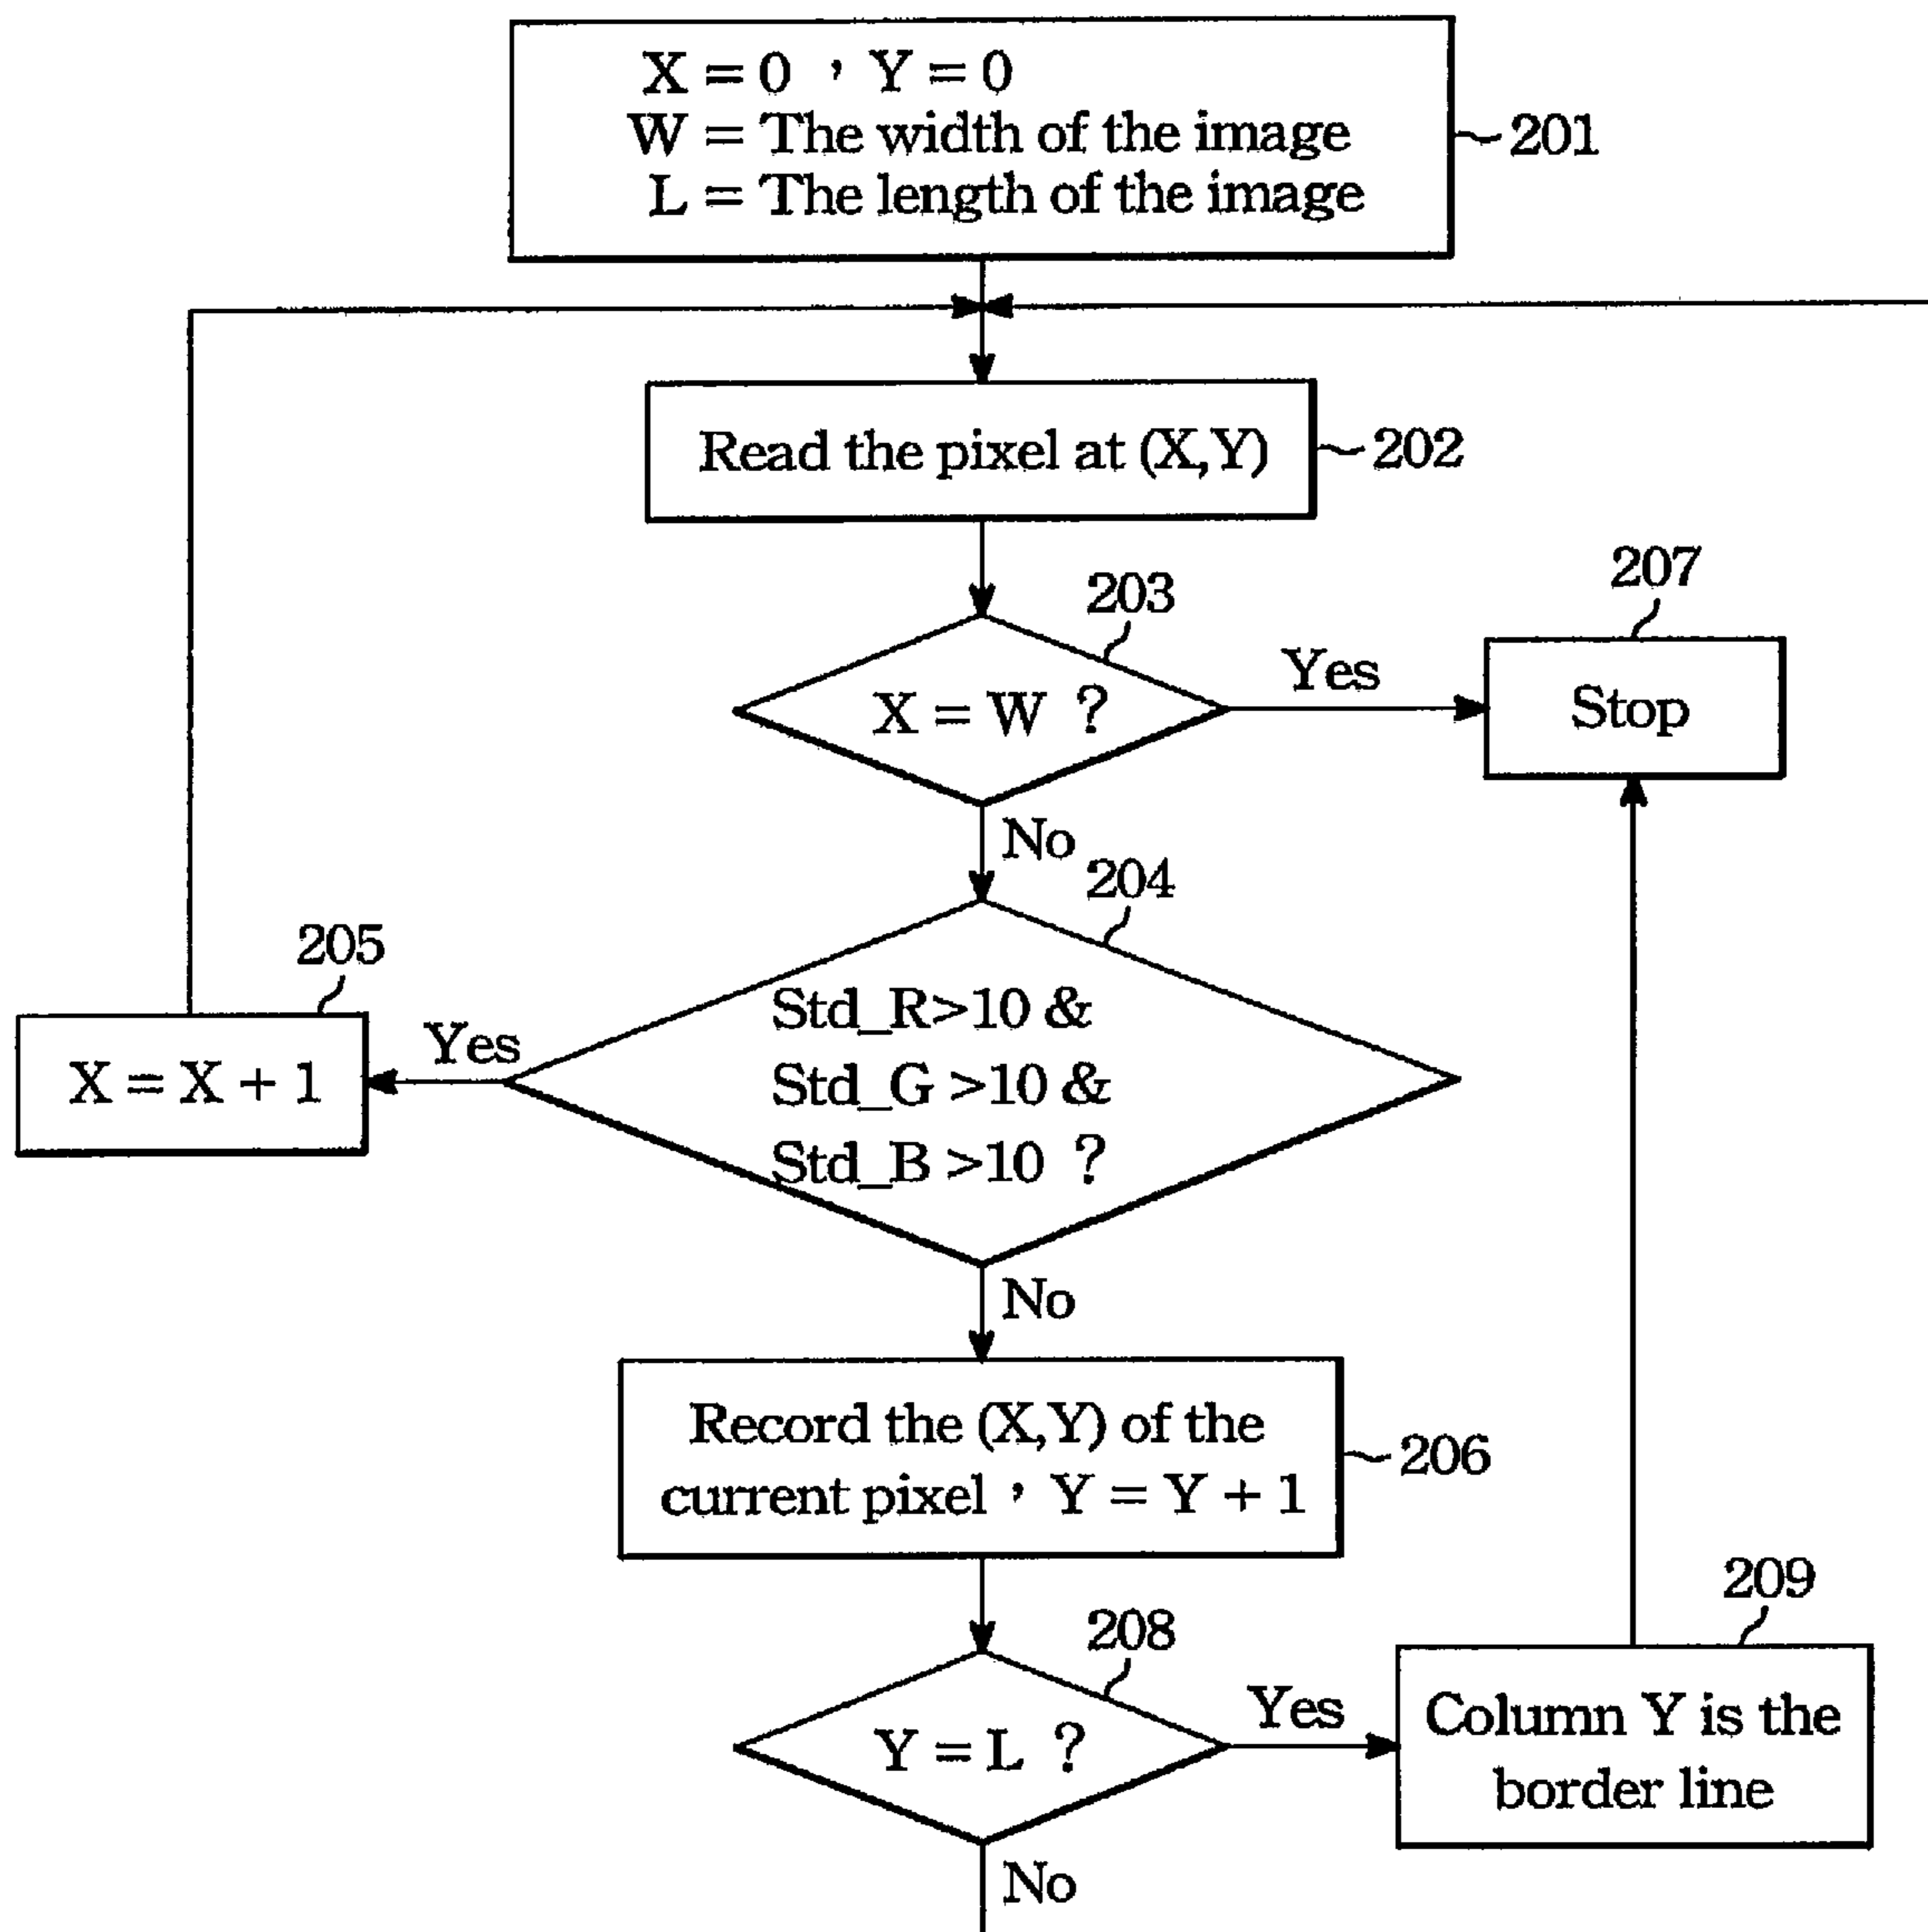 X = 0 , Y = 0
W = The width of the image
L = The length of the image
201
Read the pixel at (X,Y)
202
203
X = W ?
Yes
207
Stop
No
204
205
X = X + 1
Yes
Std_R>10 &
Std_G >10 &
Std_B >10 ?
No
Record the (X,Y) of the
current pixel , Y = Y + 1
206
208
Y = L ?
Yes
209
Column Y is the
border line
No